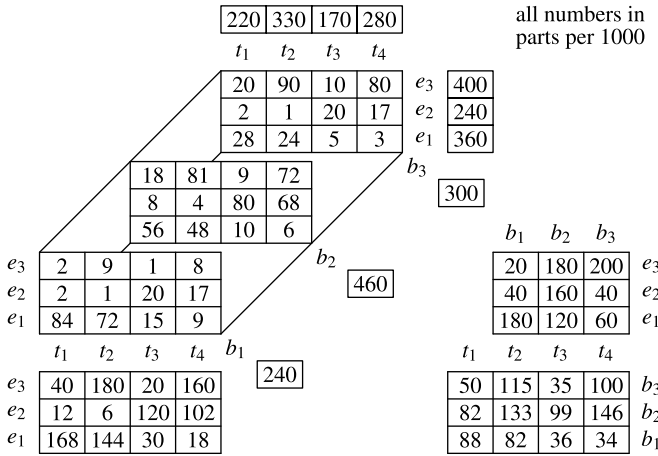 220 330 170 280 all numbers in
parts per 1000
t1 t2 t3 t4
20 90 10 80 e3 400
2 1 20 17 e2 240
28 24 5 3 e1 360
b3
18 81 9 72
300
8 4 80 68
56 48 10 6
b1 b2 b3
b2
e3 2 9 1 8 20 180 200 e3
460
e2 2 1 20 17 40 160 40 e2
e1 84 72 15 9 180 120 60 e1
t1 t2 t3 t4 b1 t1 t2 t3 t4
240
e3 40 180 20 160 50 115 35 100 b3
e2 12 6 120 102 82 133 99 146 b2
e1 168 144 30 18 88 82 36 34 b1